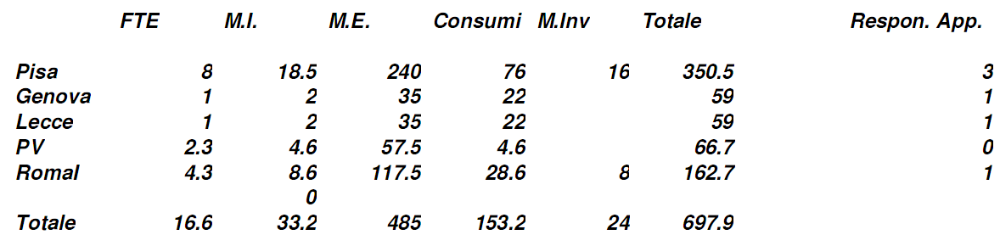 FTE M.I. M.E. Consumi M.Inv Totale Respon. App.
Pisa 8 18.5 240 76 16 350.5 3
Genova 1 2 35 22 59 1
Lecce 1 2 35 22 59 1
PV 2.3 4.6 57.5 4.6 66.7 0
RomaI 4.3 8.6 117.5 28.6 8 162.7 1
0
Totale 16.6 33.2 485 153.2 24 697.9